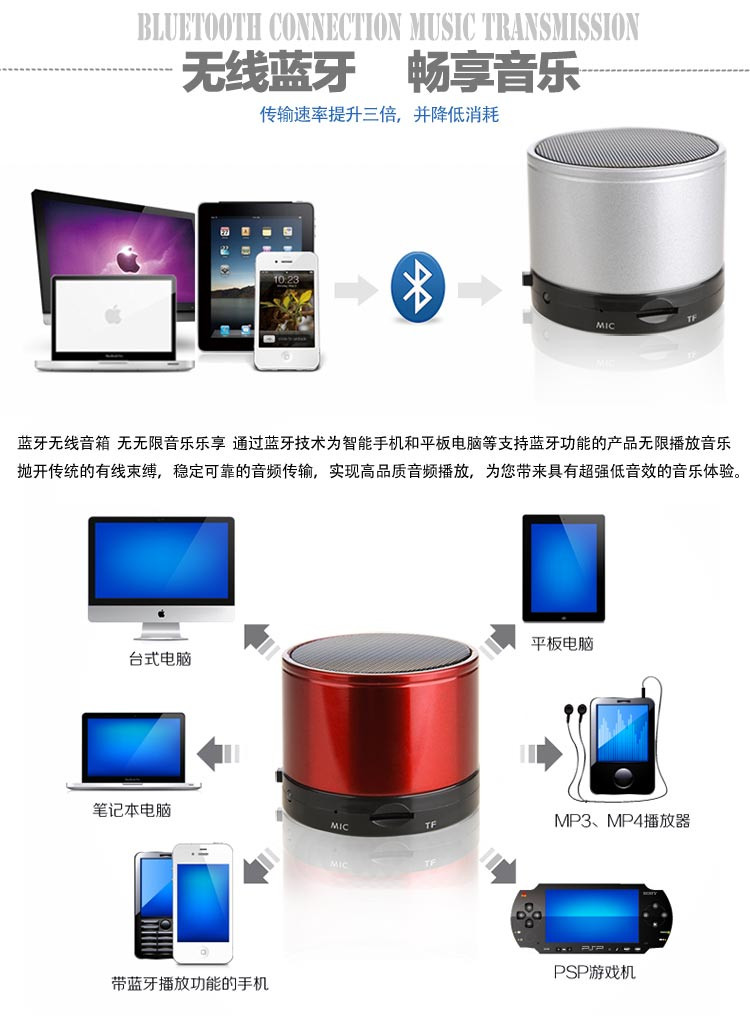 BLUETOOTH CONNECTION MUSIC TRANSMISSION
无线蓝牙 畅享音乐
传输速率提升三倍，并降低消耗
10:23
MIC
TF
蓝牙无线音箱 无无限音乐乐享 通过蓝牙技术为智能手机和平板电脑等支持蓝牙功能的产品无限播放音乐
抛开传统的有线束缚，稳定可靠的音频传输，实现高品质音频播放，为您带来具有超强低音效的音乐体验。
台式电脑
平板电脑
笔记本电脑
MIC
TF
MP3、MP4播放器
SONY
PSP
带蓝牙播放功能的手机
PSP游戏机